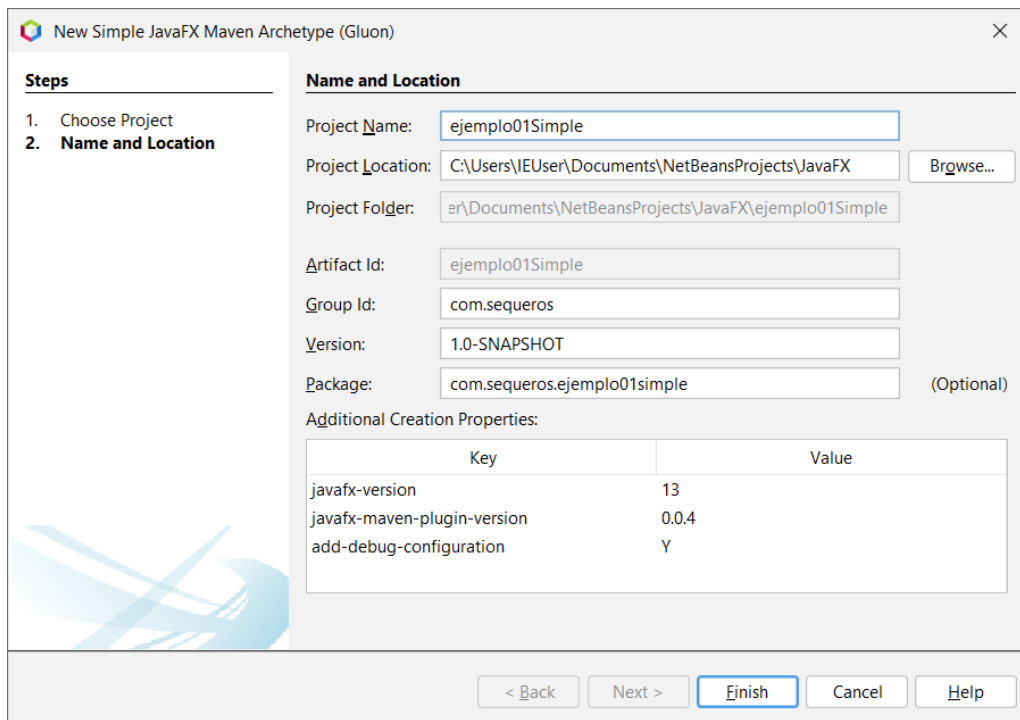 New Simple JavaFX Maven Archetype (Gluon)
Steps
1. Choose Project
2. Name and Location
Name and Location
Project Name: ejemplo01Simple
Project Location: C:\Users\IEUser\Documents\NetBeansProjects\JavaFX Browse...
Project Folder: er\Documents\NetBeansProjects\JavaFX\ejemplo01Simple
Artifact Id: ejemplo01Simple
Group Id: com.sequeros
Version: 1.0-SNAPSHOT
Package: com.sequeros.ejemplo01simple (Optional)
Additional Creation Properties:
Key Value
javafx-version 13
javafx-maven-plugin-version 0.0.4
add-debug-configuration Y
< Back Next > Finish Cancel Help